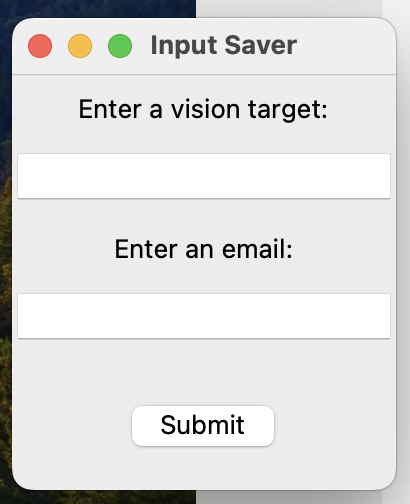 Input Saver
Enter a vision target:
Enter an email:
Submit